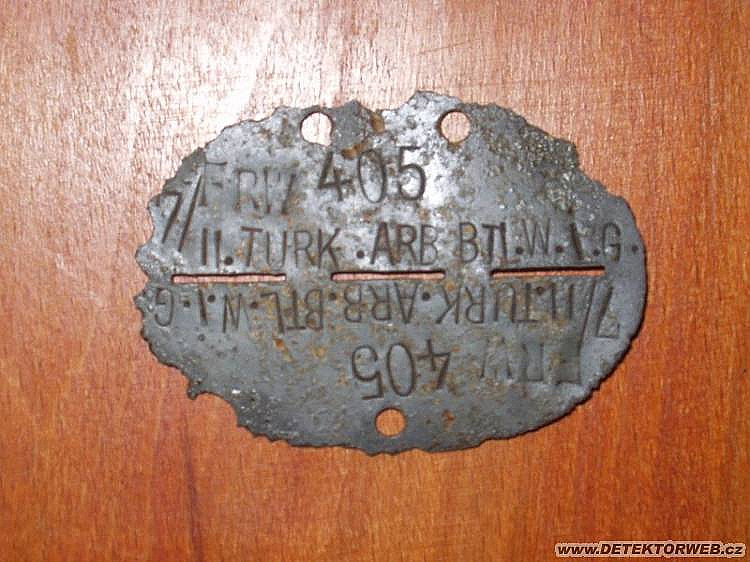 FRW 405
7/II.TURK.ARB BTL.W.I.G.
7/II.TURK.ARB.BTL.W.I.G
FRW 405
www.DETEKTORWEB.cz